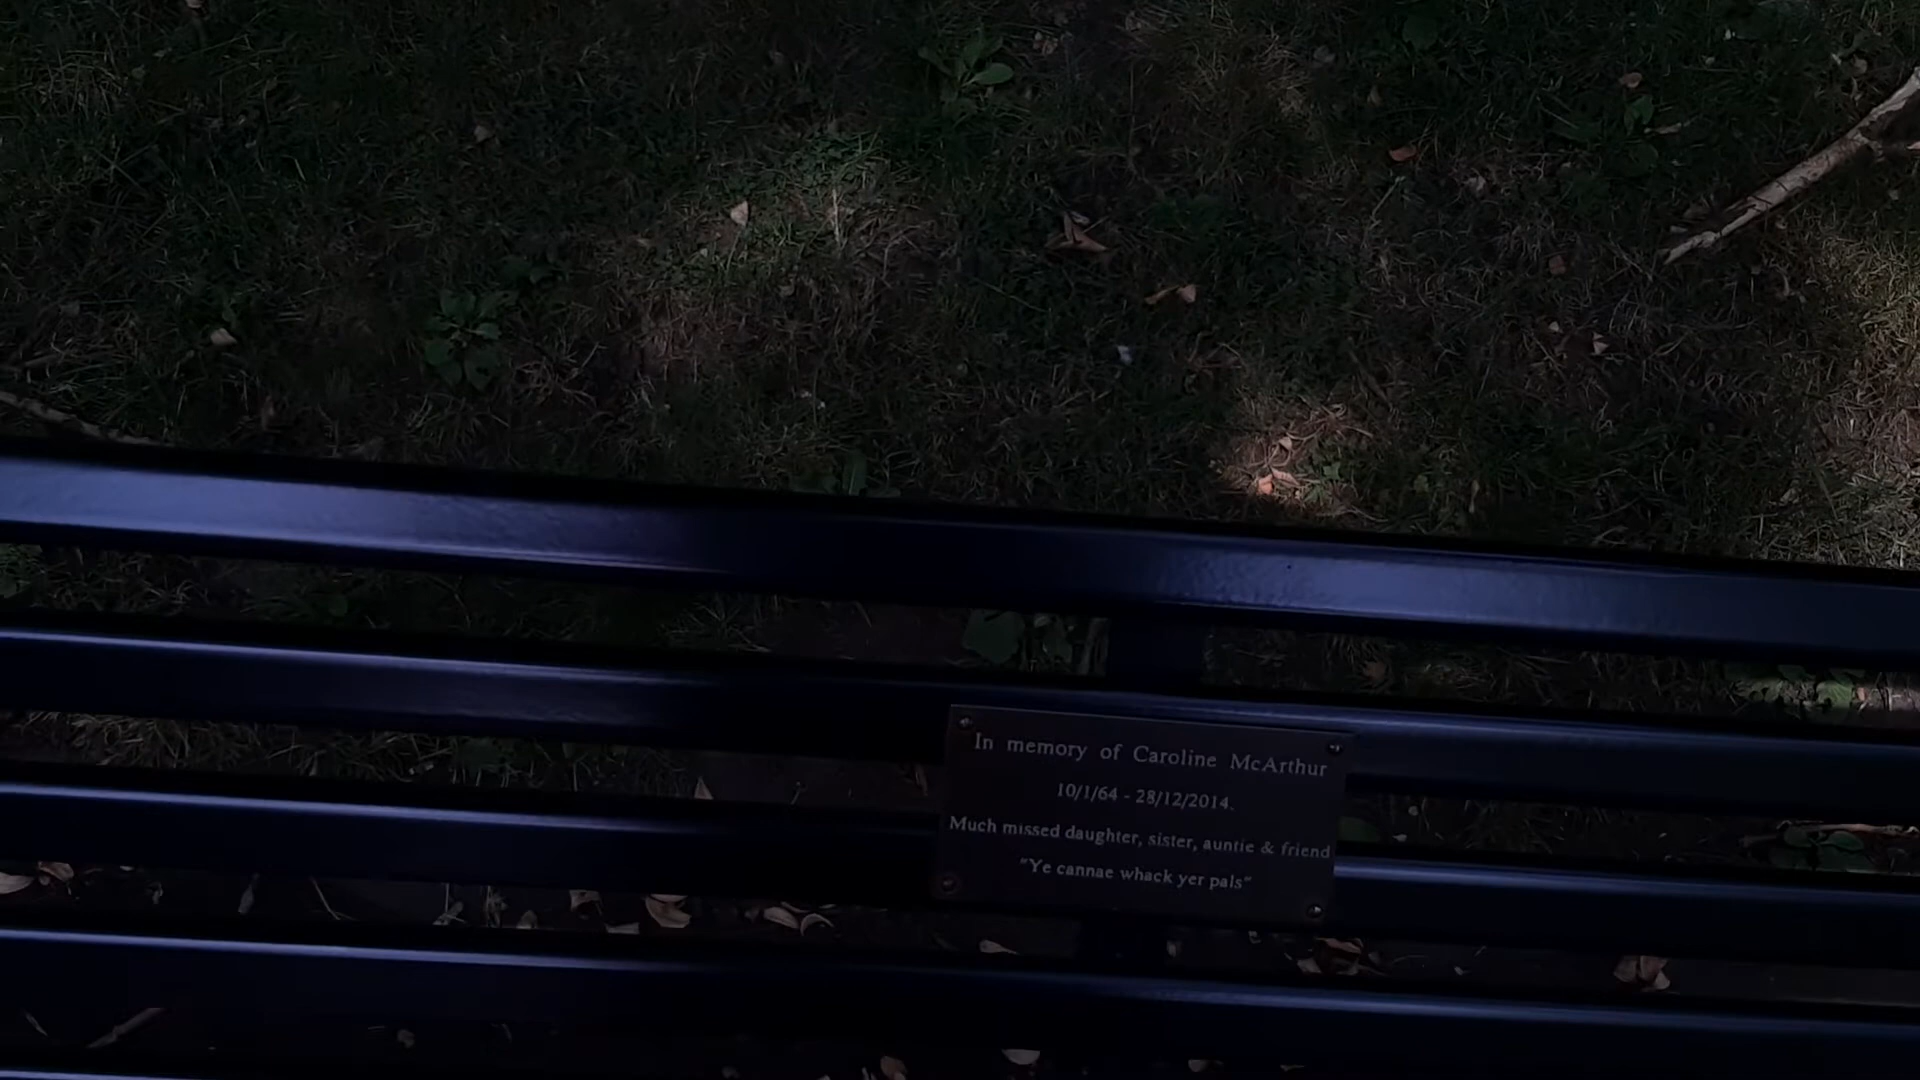 In memory of Caroline McArthur
10/1/64 - 28/12/2014.
Much missed daughter, sister, auntie & friend
"Ye cannae whack yer pals"